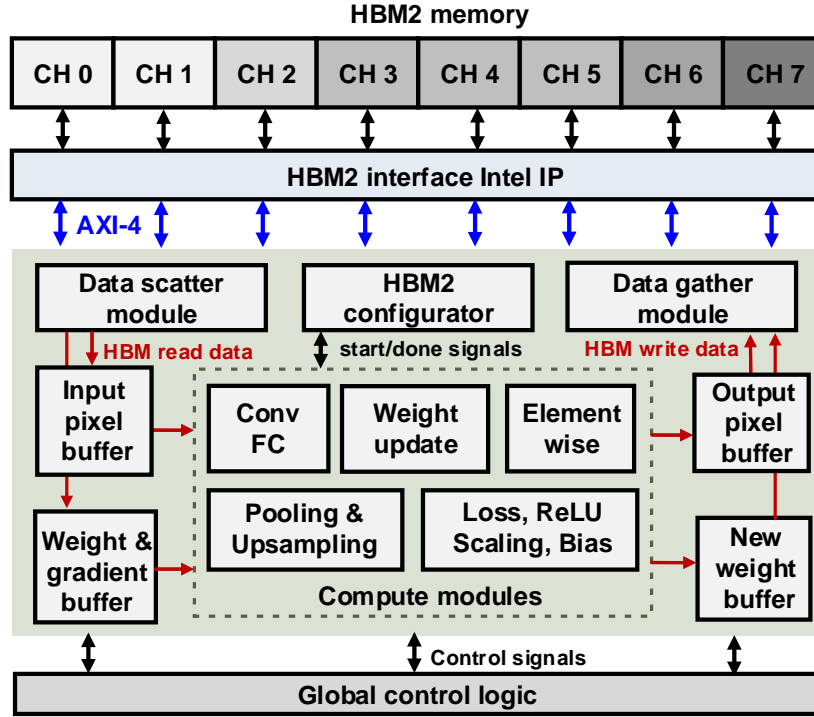 HBM2 memory
CH 0
CH 1
CH 2
CH 3
CH 4
CH 5
CH 6
CH 7
HBM2 interface Intel IP
AXI-4
Data scatter
module
HBM2
configurator
Data gather
module
HBM read data
start/done signals
HBM write data
Input
pixel
buffer
Conv
FC
Weight
update
Element
wise
Output
pixel
buffer
Weight &
gradient
buffer
Pooling &
Upsampling
Loss, ReLU
Scaling, Bias
New
weight
buffer
Compute modules
Control signals
Global control logic